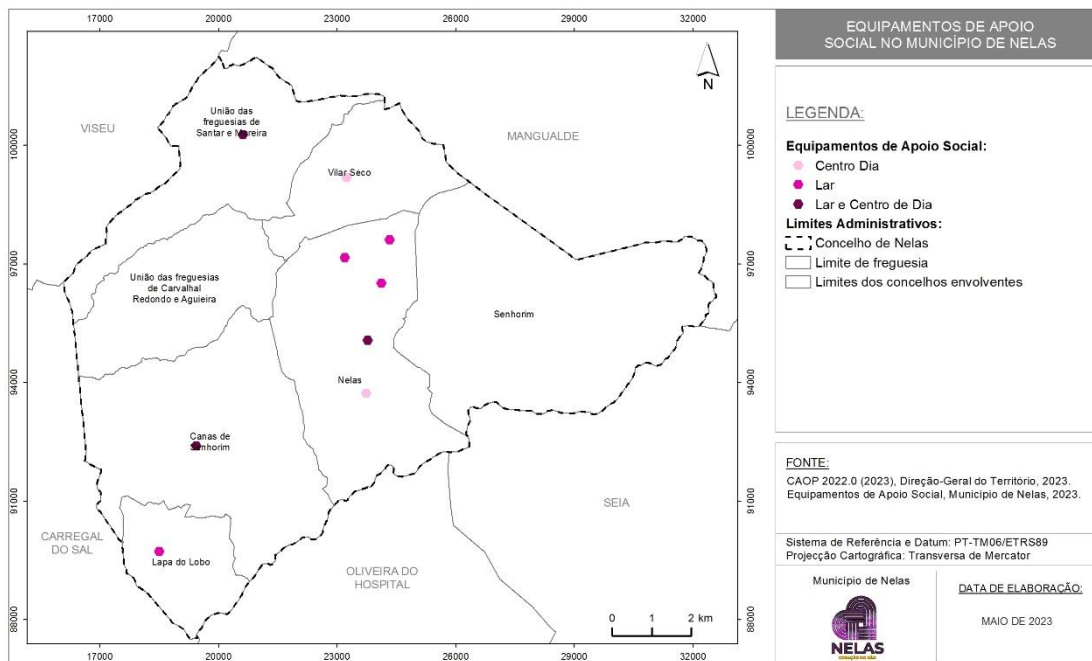 17000 20000 23000 26000 29000 32000
EQUIPAMENTOS DE APOIO
SOCIAL NO MUNICÍPIO DE NELAS
N
VISEU
MANGUALDE
União das
freguesias de
Santar e Moreira
Vilar Seco
União das freguesias
de Carvalhal
Redondo e Aguieira
Senhorim
Nelas
Canas de
Senhorim
Lapa do Lobo
CARREGAL
DO SAL
OLIVEIRA DO
HOSPITAL
SEIA
100000
97000
94000
91000
88000
100000
97000
94000
91000
88000
0 1 2 km
17000 20000 23000 26000 29000 32000
LEGENDA:
Equipamentos de Apoio Social:
Centro Dia
Lar
Lar e Centro de Dia
Limites Administrativos:
Concelho de Nelas
Limite de freguesia
Limites dos concelhos envolventes
FONTE:
CAOP 2022.0 (2023), Direção-Geral do Território, 2023.
Equipamentos de Apoio Social, Município de Nelas, 2023.
Sistema de Referência e Datum: PT-TM06/ETRS89
Projecção Cartográfica: Transversa de Mercator
Município de Nelas
NELAS
CORAÇÃO DO DÃO
DATA DE ELABORAÇÃO:
MAIO DE 2023